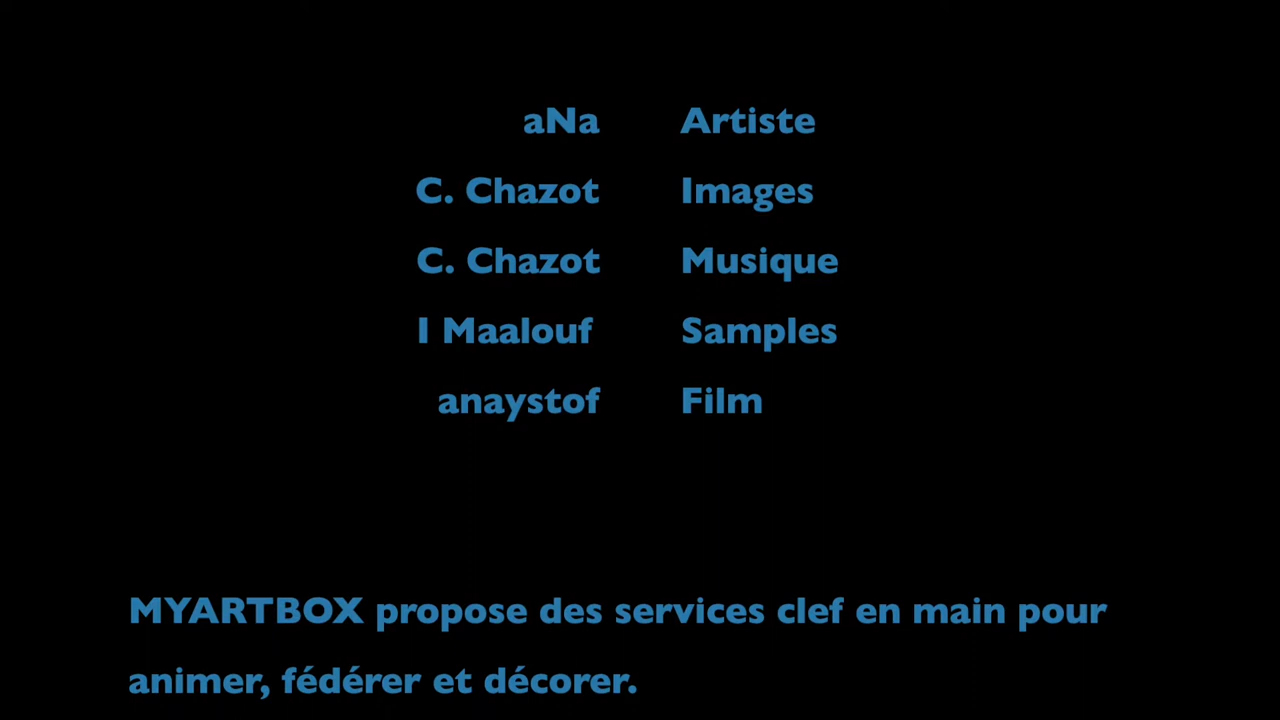 aNa Artiste
C. Chazot Images
C. Chazot Musique
I Maalouf Samples
anaystof Film
MYARTBOX propose des services clef en main pour
animer, fédérer et décorer.